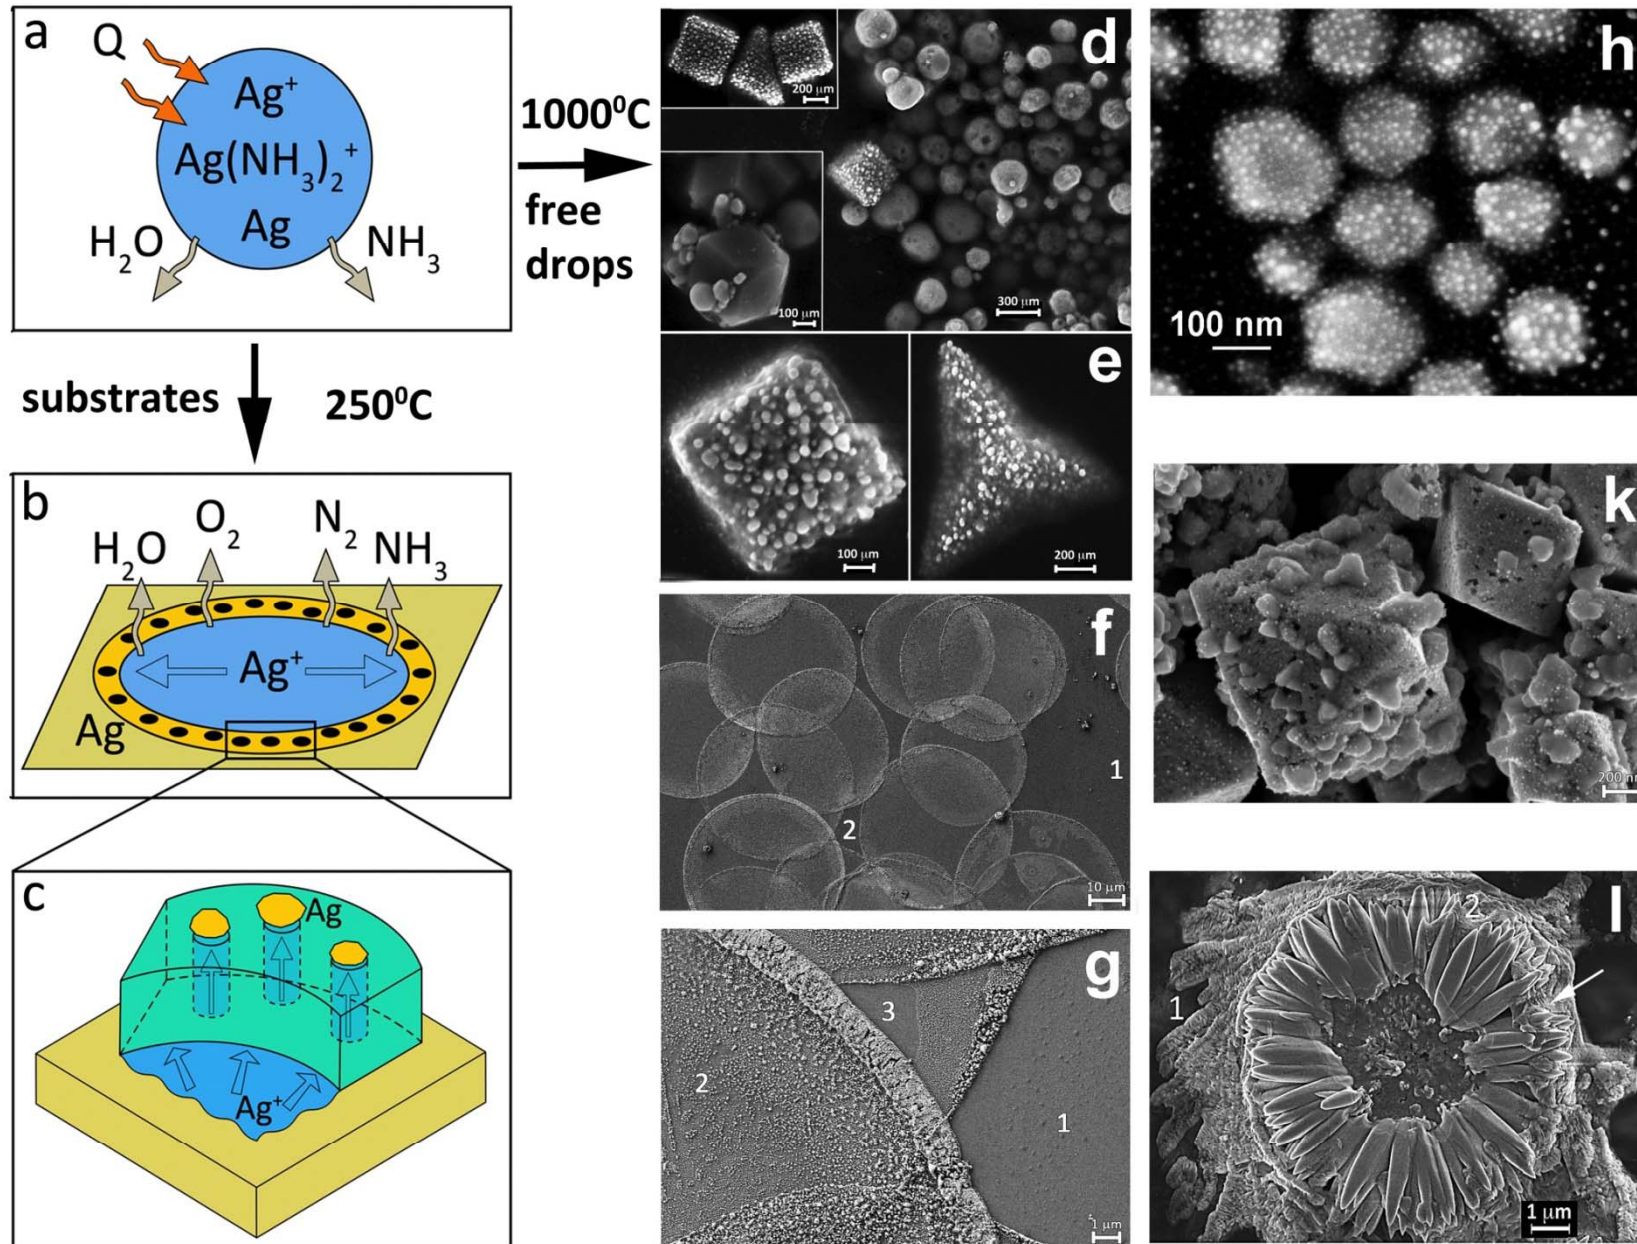 a
Q
Ag⁺
Ag(NH₃)₂⁺
Ag
H₂O
NH₃
1000⁰C
free
drops
substrates
250⁰C
b
H₂O
O₂
N₂
NH₃
Ag⁺
Ag
c
Ag
Ag⁺
d
200 µm
100 µm
300 µm
e
100 µm
200 µm
f
1
2
10 µm
g
3
2
1
1 µm
h
100 nm
k
200 nm
l
2
1
1 µm